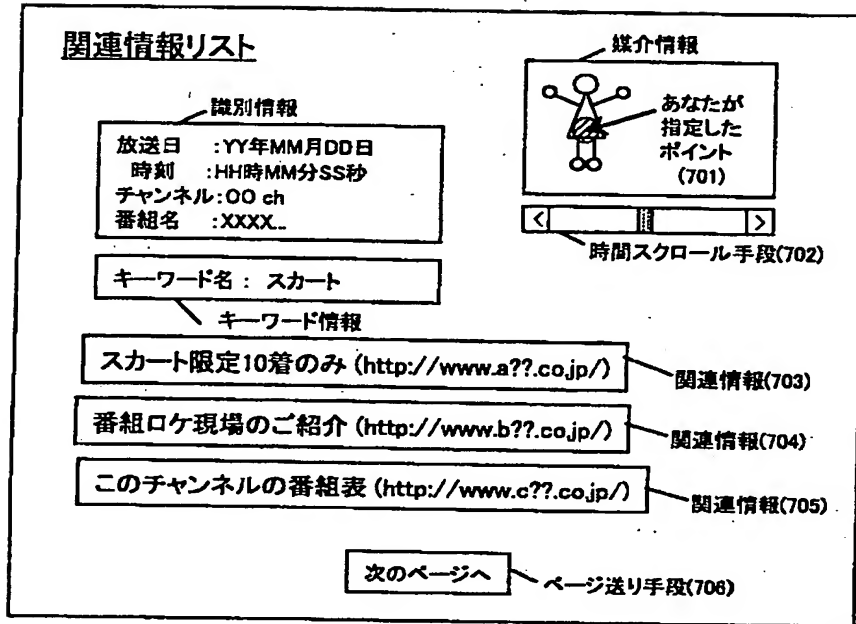 関連情報リスト
媒介情報
識別情報
放送日 :YY年MM月DD日
時刻 :HH時MM分SS秒
チャンネル:OO ch
番組名 :XXXX...
あなたが
指定した
ポイント
(701)
時間スクロール手段(702)
キーワード名 : スカート
キーワード情報
スカート限定10着のみ (http://www.a??.co.jp/)
関連情報(703)
番組ロケ現場のご紹介 (http://www.b??.co.jp/)
関連情報(704)
このチャンネルの番組表 (http://www.c??.co.jp/)
関連情報(705)
次のページへ
ページ送り手段(706)